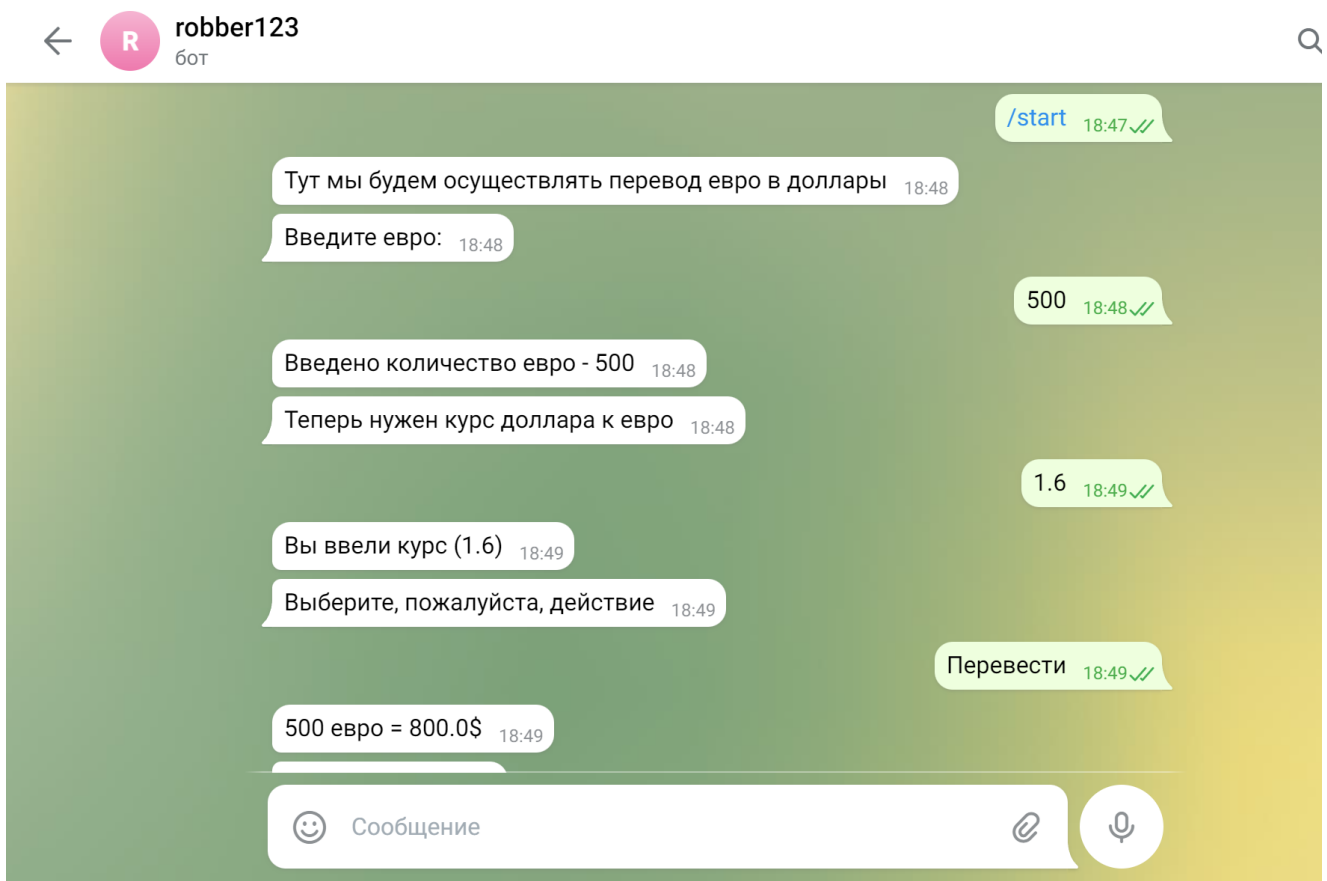 R
robber123
бот
/start 18:47
Тут мы будем осуществлять перевод евро в доллары 18:48
Введите евро: 18:48
500 18:48
Введено количество евро - 500 18:48
Теперь нужен курс доллара к евро 18:48
1.6 18:49
Вы ввели курс (1.6) 18:49
Выберите, пожалуйста, действие 18:49
Перевести 18:49
500 евро = 800.0$ 18:49
Сообщение